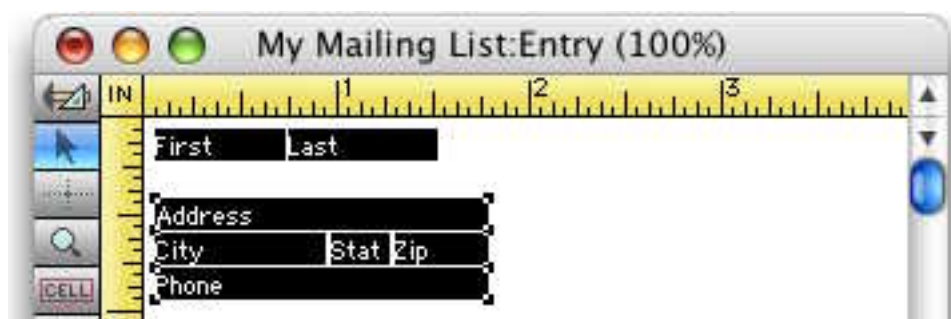 My Mailing List:Entry (100%)
IN 1 2 3
First Last
Address
City Stat Zip
CELL Phone